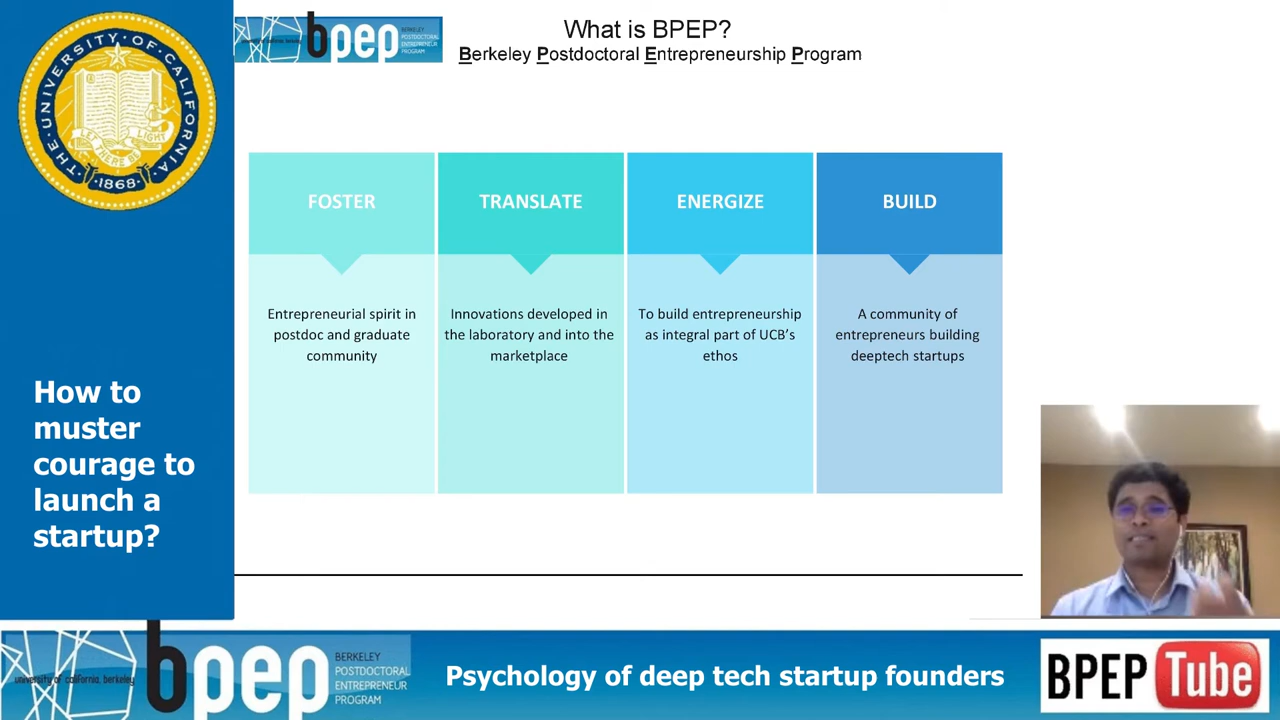 THE·UNIVERSITY·OF·CALIFORNIA·
LET THERE BE LIGHT
·1868·
university of california, berkeley
bpep
BERKELEY
POSTDOCTORAL
ENTREPRENEUR
PROGRAM
What is BPEP?
Berkeley Postdoctoral Entrepreneurship Program
FOSTER
Entrepreneurial spirit in
postdoc and graduate
community
TRANSLATE
Innovations developed in
the laboratory and into the
marketplace
ENERGIZE
To build entrepreneurship
as integral part of UCB’s
ethos
BUILD
A community of
entrepreneurs building
deeptech startups
How to
muster
courage to
launch a
startup?
university of california, berkeley
bpep
BERKELEY
POSTDOCTORAL
ENTREPRENEUR
PROGRAM
Psychology of deep tech startup founders
BPEP Tube